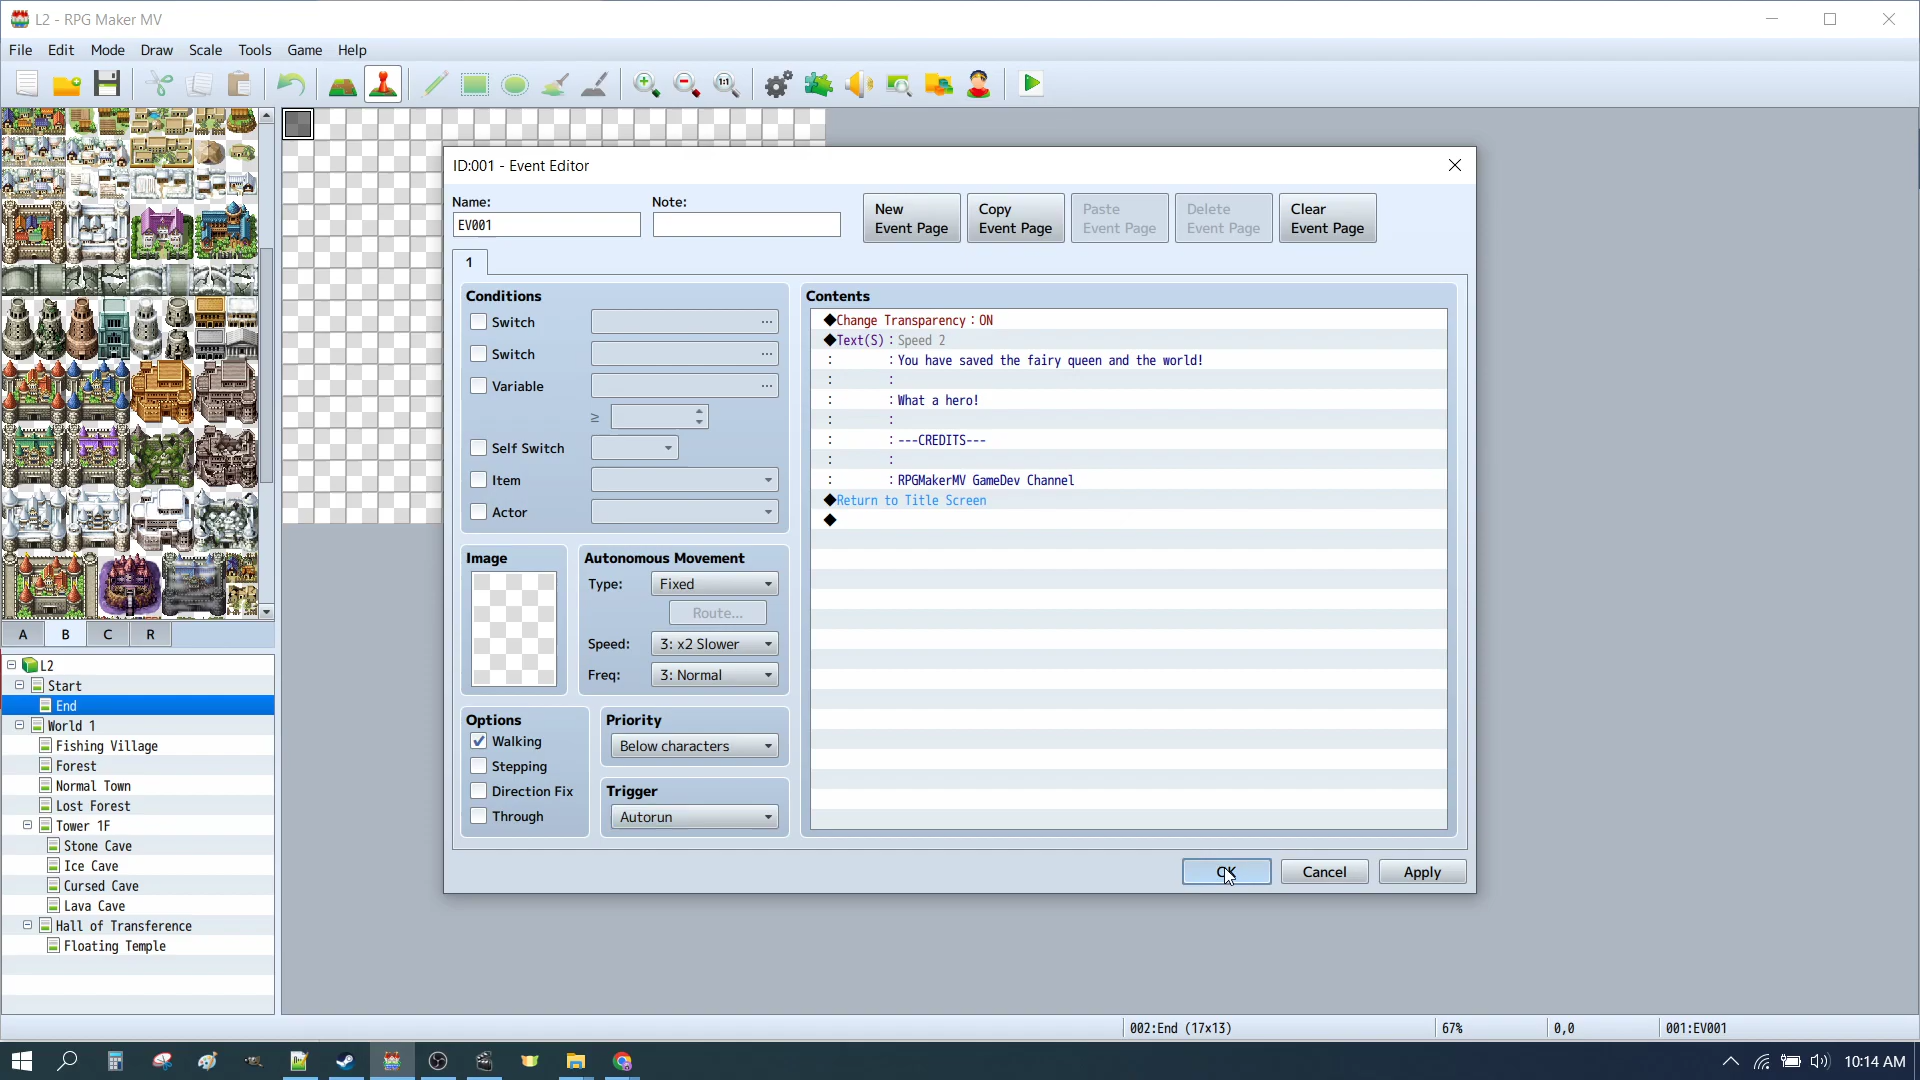 L2 - RPG Maker MV
File Edit Mode Draw Scale Tools Game Help
1:1
ID:001 - Event Editor
Name:
EV001
Note:
New Event Page
Copy Event Page
Paste Event Page
Delete Event Page
Clear Event Page
1
Conditions
Switch ...
Switch ...
Variable ...
≥
Self Switch
Item
Actor
Image
Autonomous Movement
Type: Fixed
Route...
Speed: 3: x2 Slower
Freq: 3: Normal
Options
Walking
Stepping
Direction Fix
Through
Priority
Below characters
Trigger
Autorun
Contents
◆Change Transparency : ON
◆Text(S) : Speed 2
: : You have saved the fairy queen and the world!
: :
: : What a hero!
: :
: : ---CREDITS---
: :
: : RPGMakerMV GameDev Channel
◆Return to Title Screen
◆
OK Cancel Apply
A B C R
L2
Start
End
World 1
Fishing Village
Forest
Normal Town
Lost Forest
Tower 1F
Stone Cave
Ice Cave
Cursed Cave
Lava Cave
Hall of Transference
Floating Temple
002:End (17x13) 67% 0,0 001:EV001
10:14 AM